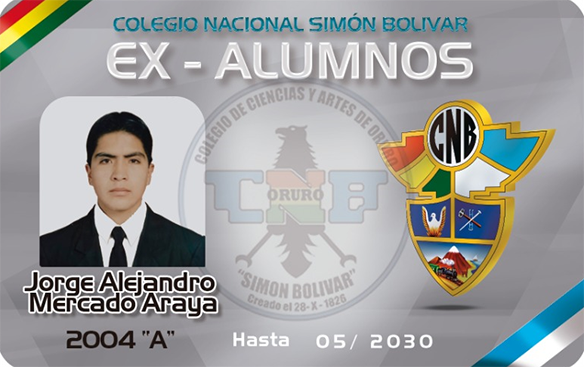 COLEGIO NACIONAL SIMÓN BOLIVAR
EX - ALUMNOS
COLEGIO DE CIENCIAS Y ARTES DE ORURO
CNB
CNB
ORURO
"SIMON BOLIVAR"
Creado el 28 - X - 1826
Jorge Alejandro
Mercado Araya
2004 "A"
Hasta 05/ 2030